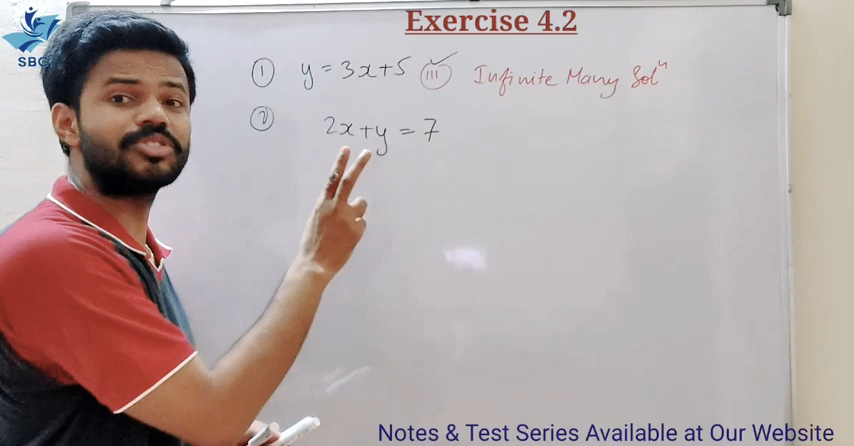 Exercise 4.2
SBC
① y = 3x+5 (iii) ✓ Infinite Many Solⁿ
② 2x+y = 7
Notes & Test Series Available at Our Website